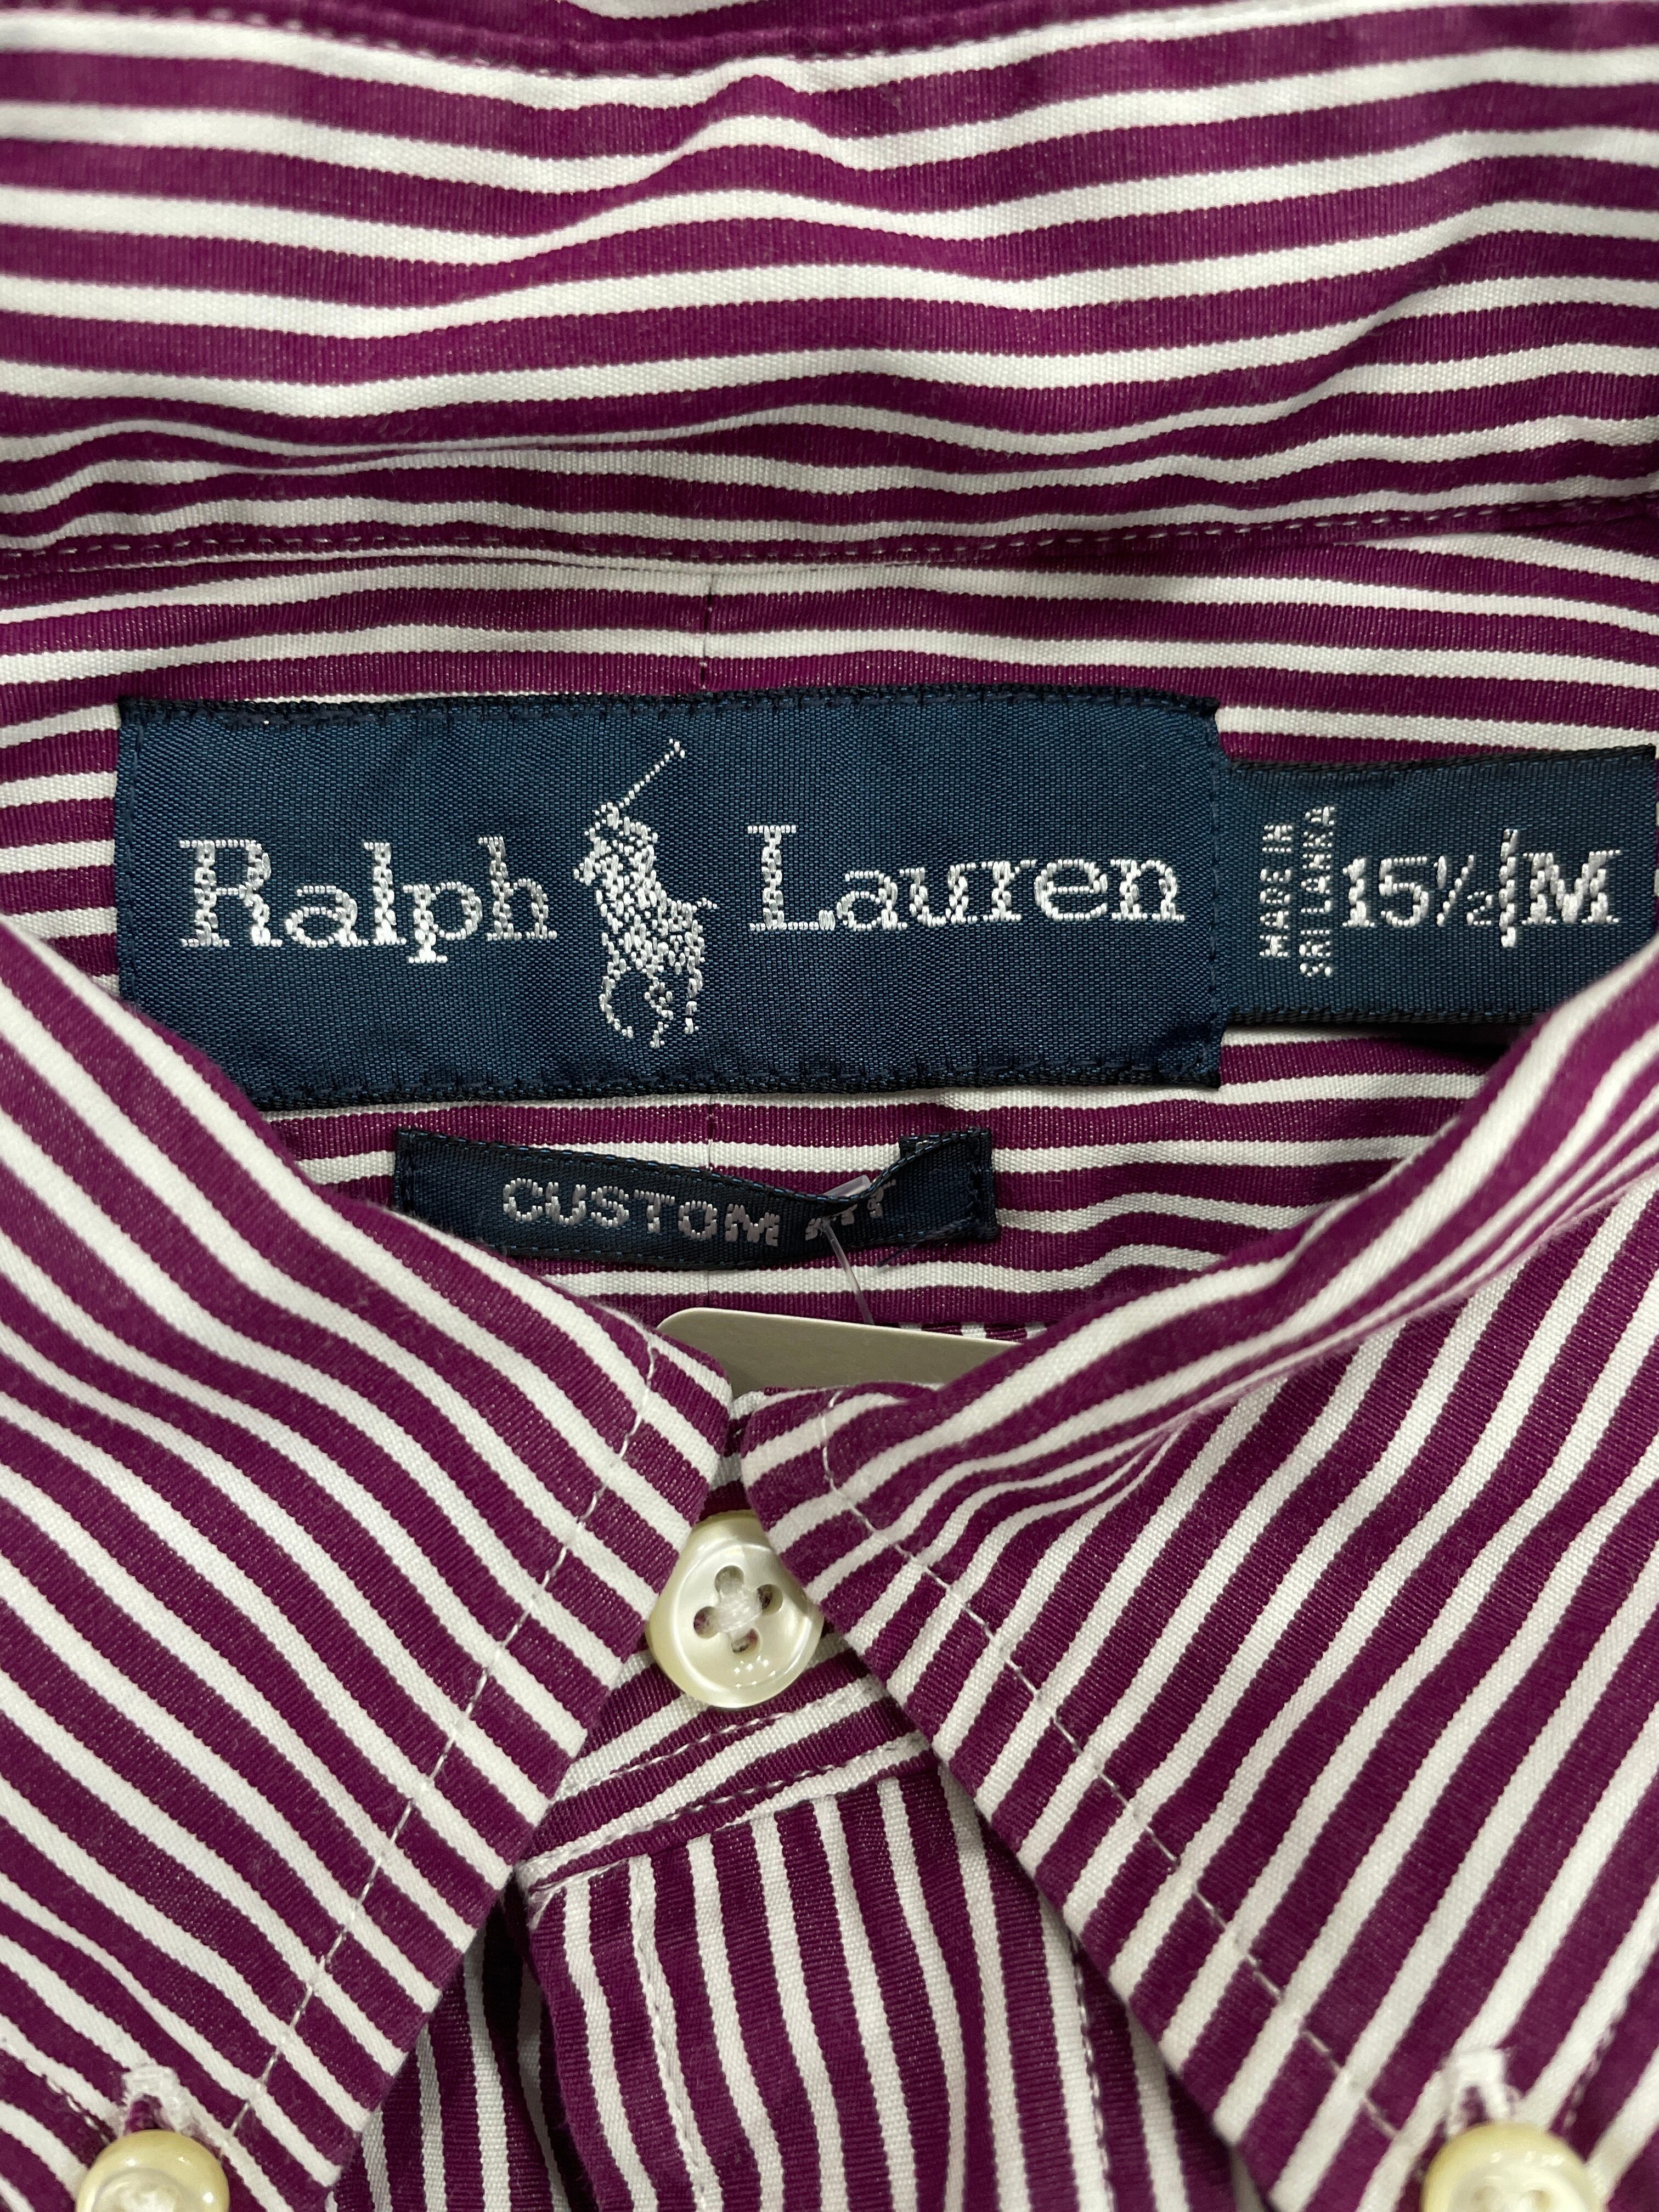 Ralph Lauren
MADE IN
SRI LANKA
15½ M
CUSTOM